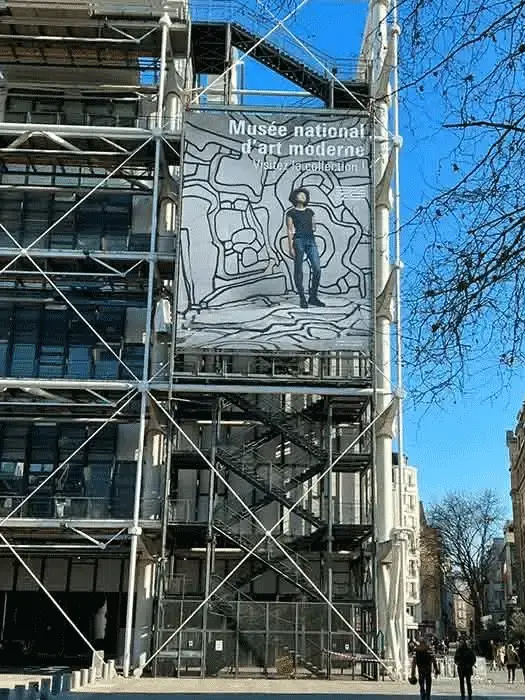 Musée national
d'art moderne
Visitez la collection !